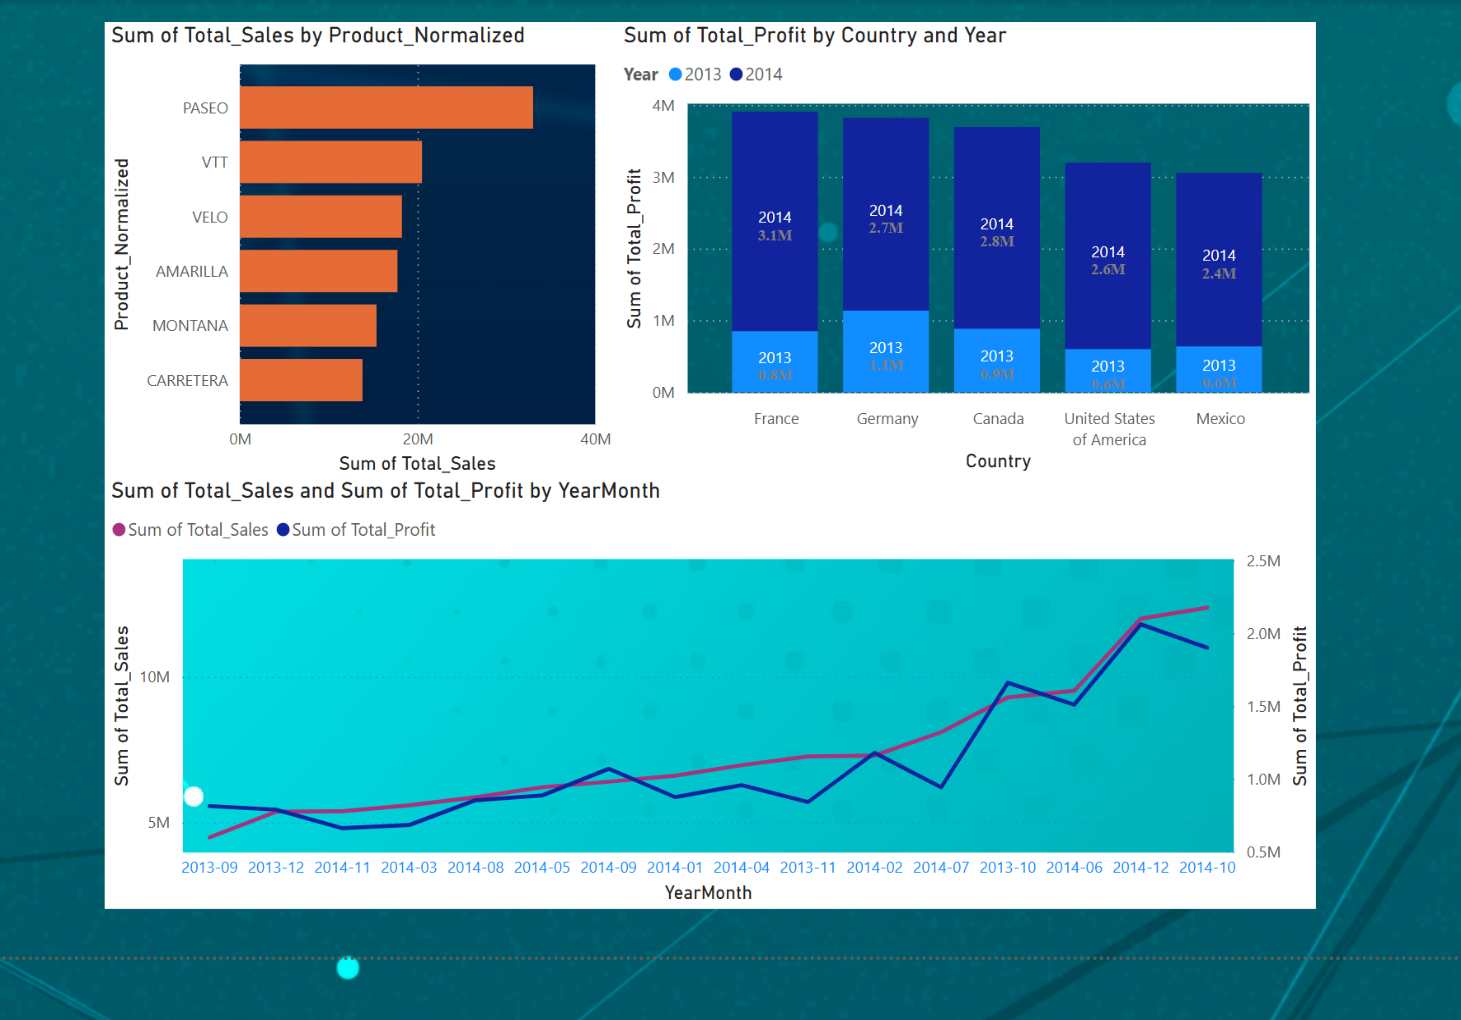 Sum of Total_Sales by Product_Normalized
Product_Normalized
PASEO
VTT
VELO
AMARILLA
MONTANA
CARRETERA
0M 20M 40M
Sum of Total_Sales
Sum of Total_Profit by Country and Year
Year 2013 2014
Sum of Total_Profit
4M
3M
2M
1M
0M
2014
3.1M
2013
0.8M
2014
2.7M
2013
1.1M
2014
2.8M
2013
0.9M
2014
2.6M
2013
0.6M
2014
2.4M
2013
0.6M
France Germany Canada United States Mexico
of America
Country
Sum of Total_Sales and Sum of Total_Profit by YearMonth
Sum of Total_Sales Sum of Total_Profit
Sum of Total_Sales
10M
5M
2.5M
2.0M
1.5M
1.0M
0.5M
Sum of Total_Profit
2013-09 2013-12 2014-11 2014-03 2014-08 2014-05 2014-09 2014-01 2014-04 2013-11 2014-02 2014-07 2013-10 2014-06 2014-12 2014-10
YearMonth